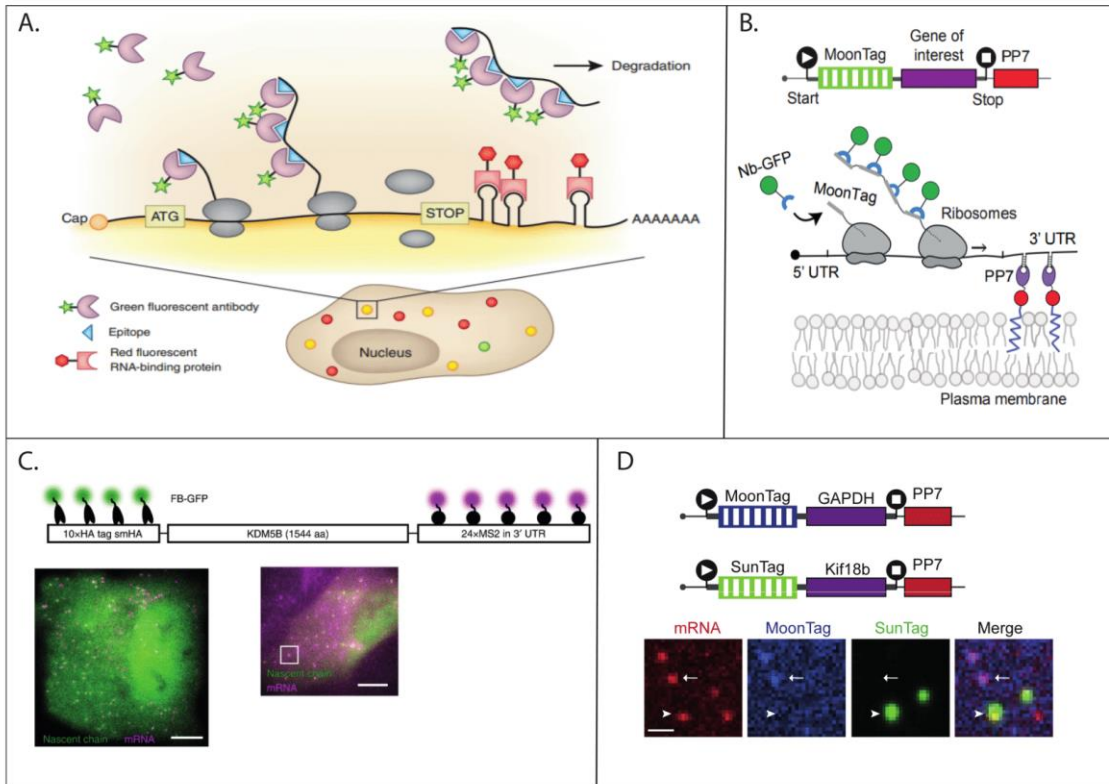 A.
Degradation
Cap
ATG
STOP
AAAAAAA
Green fluorescent antibody
Epitope
Red fluorescent
RNA-binding protein
Nucleus
B.
MoonTag
Gene of
interest
PP7
Start
Stop
Nb-GFP
MoonTag
Ribosomes
3′ UTR
5′ UTR
PP7
Plasma membrane
C.
FB-GFP
10×HA tag smHA
KDM5B (1544 aa)
24×MS2 in 3′ UTR
Nascent chain
mRNA
Nascent chain
mRNA
D
MoonTag
GAPDH
PP7
SunTag
Kif18b
PP7
mRNA
MoonTag
SunTag
Merge